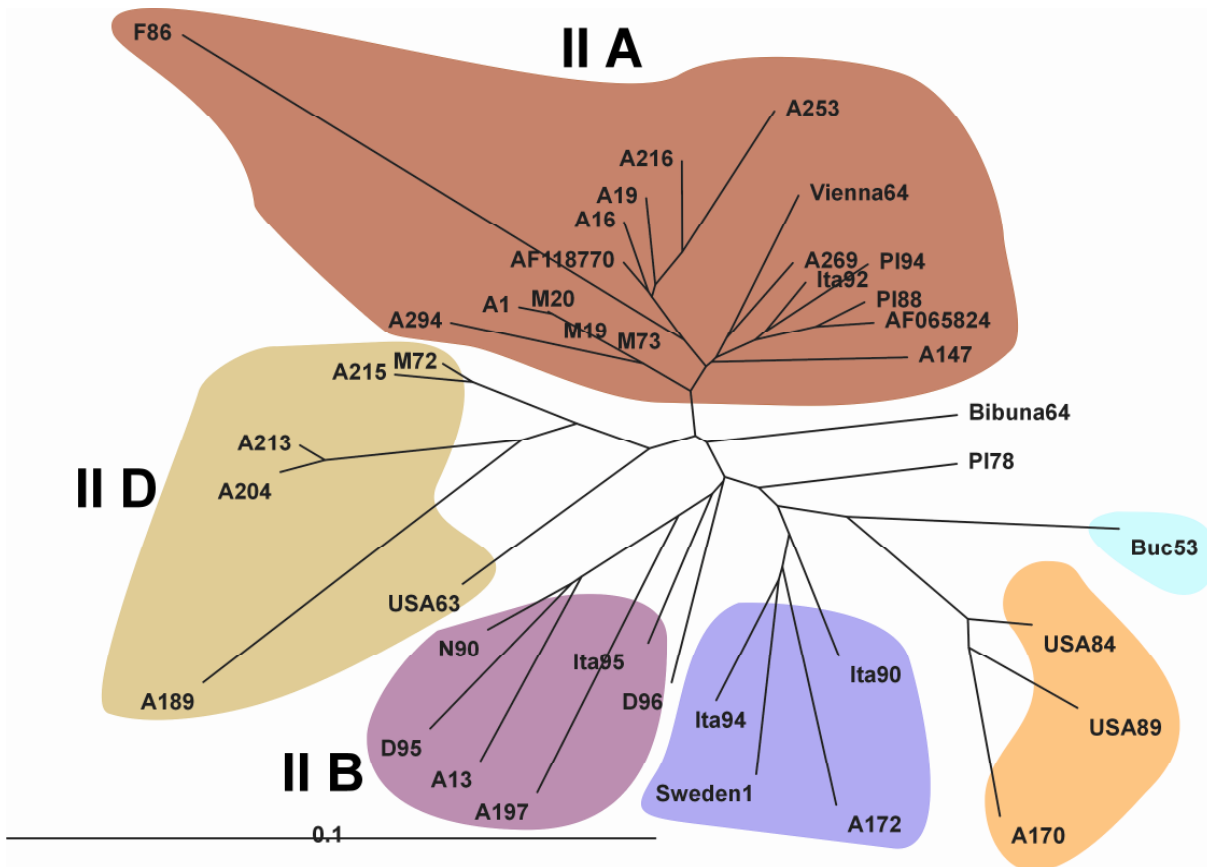 F86
II A
A253
A216
A19
Vienna64
A16
AF118770
A269
PI94
Ita92
M20
A1
PI88
A294
M19
M73
AF065824
A147
M72
A215
Bibuna64
A213
PI78
II D
A204
Buc53
USA63
USA84
N90
Ita95
Ita90
A189
D96
Ita94
USA89
D95
II B
A13
Sweden1
A197
A172
0.1
A170